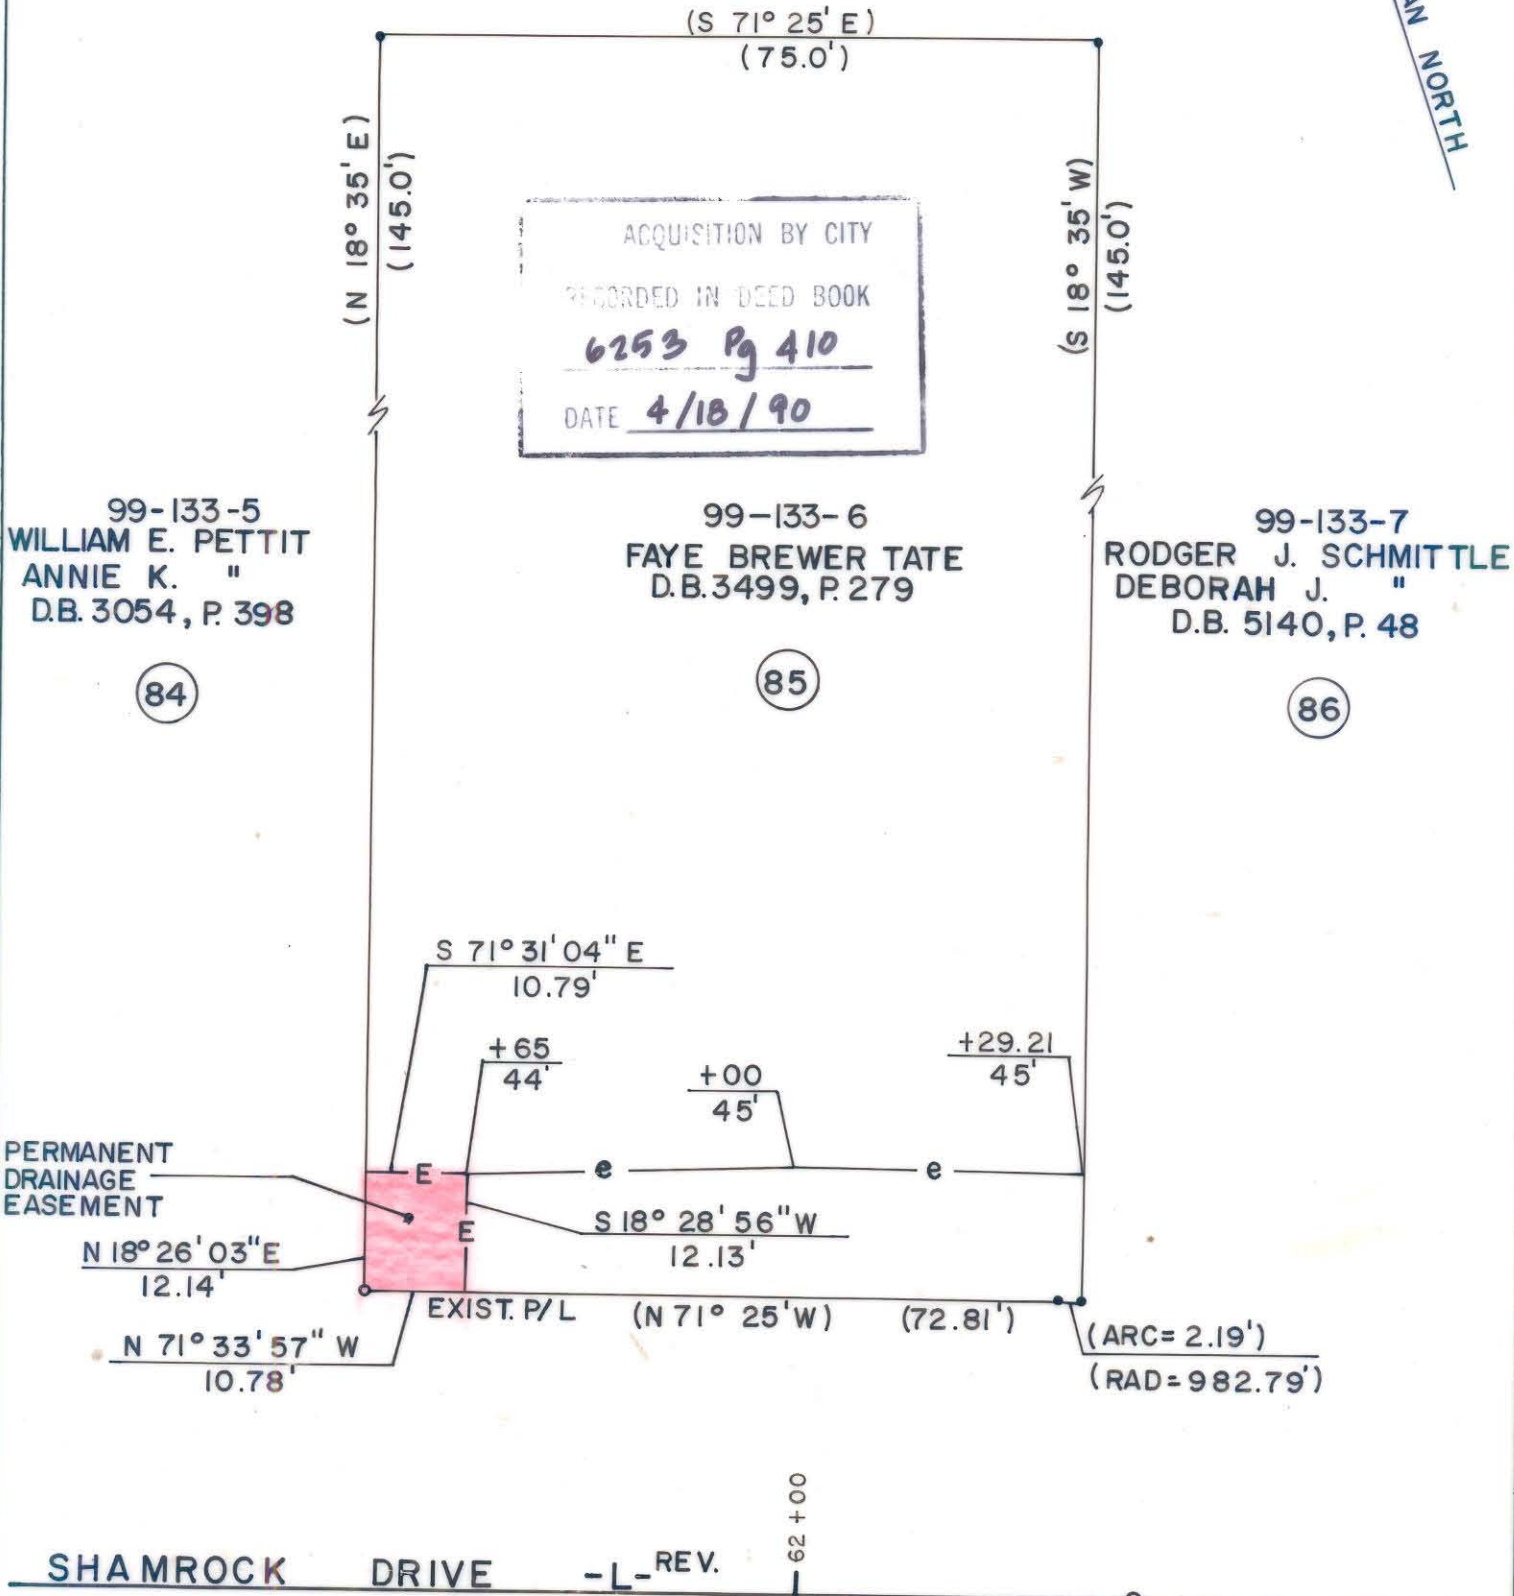 (S 71° 25' E)
(75.0')
AN NORTH
(N 18° 35' E)
(145.0')
(S 18° 35' W)
(145.0')
ACQUISITION BY CITY
RECORDED IN DEED BOOK
6253 Pg 410
DATE 4/18/90
99-133-5
WILLIAM E. PETTIT
ANNIE K. "
D.B. 3054, P. 398
84
99-133-6
FAYE BREWER TATE
D.B. 3499, P. 279
85
99-133-7
RODGER J. SCHMITTLE
DEBORAH J. "
D.B. 5140, P. 48
86
S 71° 31' 04" E
10.79'
+65
44'
+00
45'
+29.21
45'
PERMANENT
DRAINAGE
EASEMENT
E e e
E
S 18° 28' 56" W
12.13'
N 18° 26' 03" E
12.14'
EXIST. P/L (N 71° 25' W) (72.81')
N 71° 33' 57" W
10.78'
(ARC= 2.19')
(RAD=982.79')
62+00
SHAMROCK DRIVE -L- REV.